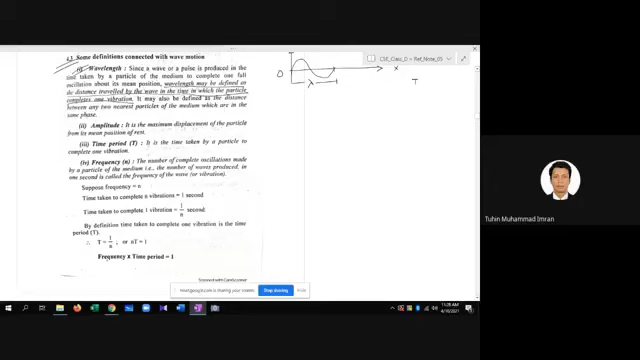 4.3 Some definitions connected with wave motion
(i) Wavelength : Since a wave or a pulse is produced in the
time taken by a particle of the medium to complete one full
oscillation about its mean position, wavelength may be defined as
the distance travelled by the wave in the time in which the particle
completes one vibration. It may also be defined as the distance
between any two nearest particles of the medium which are in the
same phase.
(ii) Amplitude : It is the maximum displacement of the particle
from its mean position of rest.
(iii) Time period (T) : It is the time taken by a particle to
complete one vibration.
(iv) Frequency (n) : The number of complete oscillations made
by a particle of the medium i.e., the number of waves produced, in
one second is called the frequency of the wave (or vibration).
Suppose frequency = n
Time taken to complete n vibrations = 1 second
Time taken to complete 1 vibration = 1/n second
By definition time taken to complete one vibration is the time
period (T).
∴ T = 1/n ; or nT = 1
Frequency x Time period = 1
Scanned with CamScanner
0
λ
x
T
CSE_Class_0 > Ref_Note_05
Tuhin Muhammad Imran
meet.google.com is sharing your screen.
Stop sharing
Hide
11:26 AM
4/10/2021